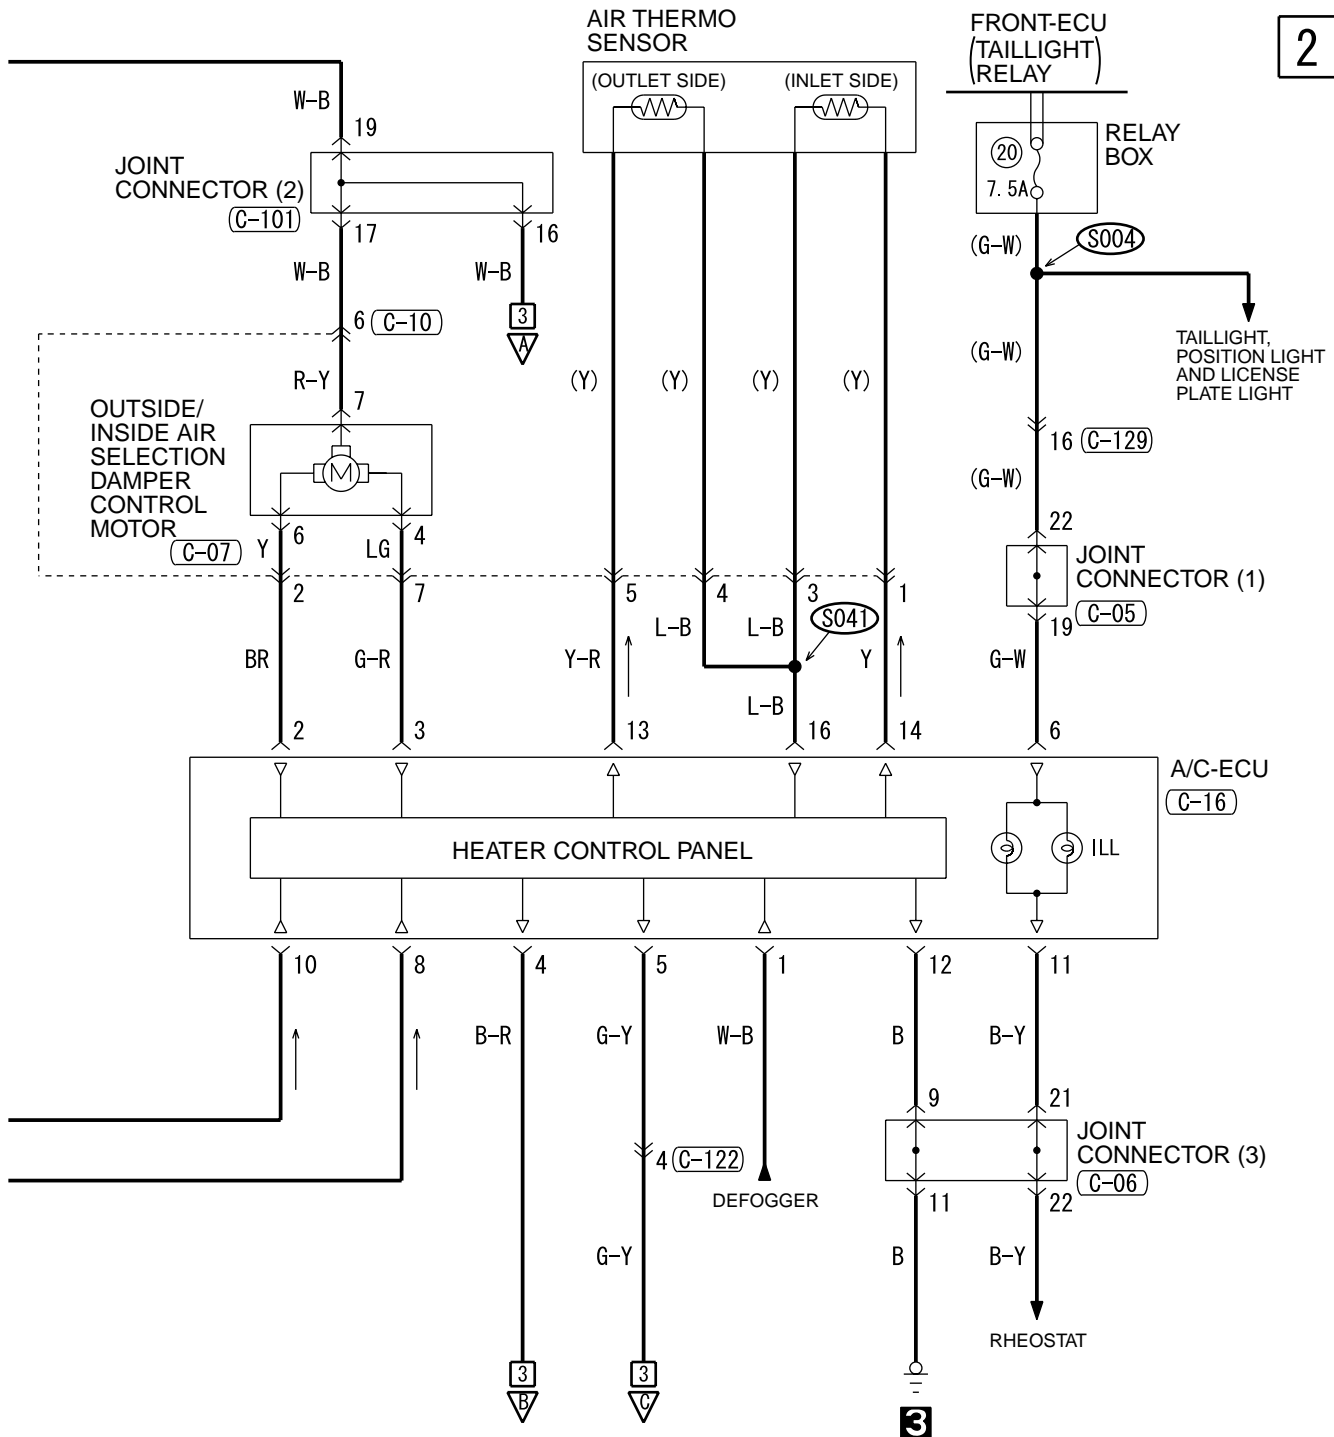 AIR THERMO
SENSOR
FRONT-ECU
(TAILLIGHT)
RELAY
2
(OUTLET SIDE)
(INLET SIDE)
W-B
19
RELAY
BOX
20
7.5A
JOINT
CONNECTOR (2)
C-101
17
16
(G-W)
S004
W-B
W-B
6
C-10
3
A
TAILLIGHT,
POSITION LIGHT
AND LICENSE
PLATE LIGHT
(G-W)
R-Y
(Y)
(Y)
(Y)
(Y)
7
OUTSIDE/
INSIDE AIR
SELECTION
DAMPER
CONTROL
MOTOR
M
16
C-129
(G-W)
22
6
4
C-07
Y
LG
JOINT
CONNECTOR (1)
C-05
2
7
5
4
3
1
19
L-B
L-B
S041
BR
G-R
Y-R
Y
G-W
L-B
2
3
13
16
14
6
A/C-ECU
C-16
HEATER CONTROL PANEL
ILL
10
8
4
5
1
12
11
B-R
G-Y
W-B
B
B-Y
9
21
JOINT
CONNECTOR (3)
C-06
4
C-122
DEFOGGER
11
22
G-Y
B
B-Y
RHEOSTAT
3
B
3
C
3